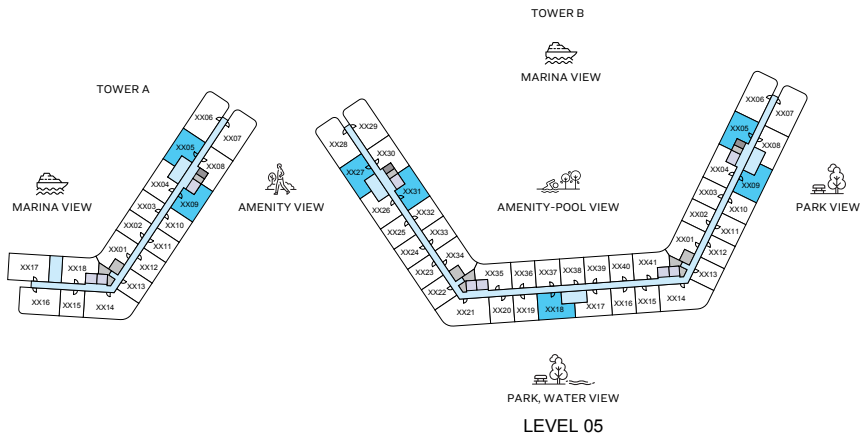 TOWER B
MARINA VIEW
TOWER A
MARINA VIEW
AMENITY VIEW
AMENITY-POOL VIEW
PARK VIEW
XX06
XX07
XX05
XX08
XX04
XX09
XX03
XX10
XX02
XX11
XX01
XX12
XX18
XX13
XX17
XX16
XX15
XX14
XX28
XX29
XX30
XX27
XX31
XX26
XX32
XX25
XX33
XX24
XX34
XX23
XX22
XX21
XX35
XX36
XX37
XX38
XX39
XX40
XX41
XX20
XX19
XX18
XX17
XX16
XX15
XX14
XX06
XX07
XX05
XX08
XX04
XX09
XX03
XX10
XX02
XX11
XX01
XX12
XX13
PARK, WATER VIEW
LEVEL 05